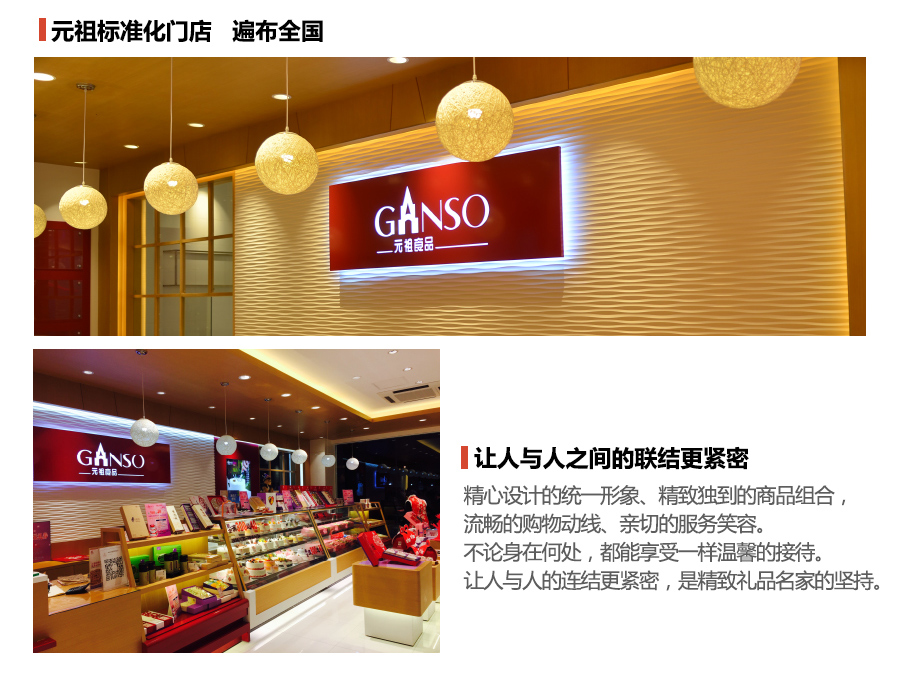 元祖标准化门店 遍布全国
GANSO
元祖食品
GANSO
元祖食品
让人与人之间的联结更紧密
精心设计的统一形象、精致独到的商品组合，
流畅的购物动线、亲切的服务笑容。
不论身在何处，都能享受一样温馨的接待。
让人与人的连结更紧密，是精致礼品名家的坚持。